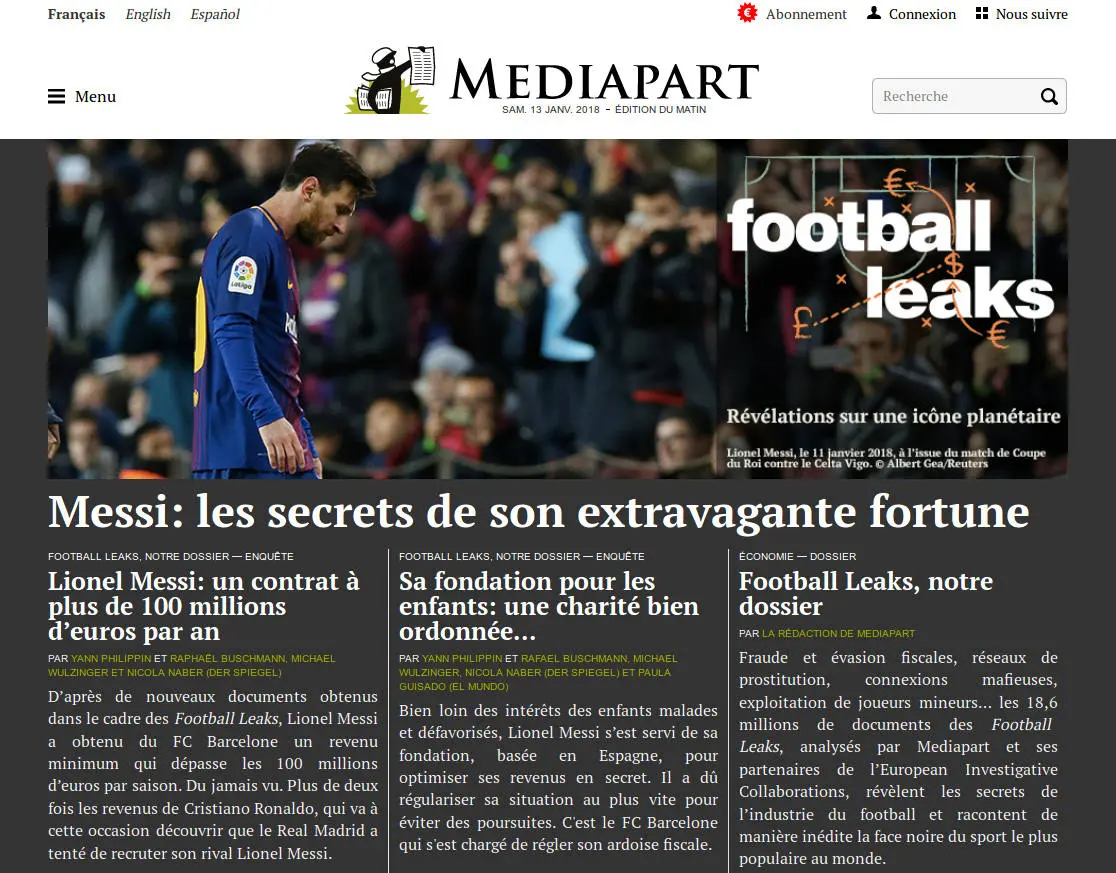 Français English Español
Abonnement Connexion Nous suivre
Menu
MEDIAPART
SAM. 13 JANV. 2018 - ÉDITION DU MATIN
Recherche
LaLiga
football
leaks
€
$
£
€
Révélations sur une icône planétaire
Lionel Messi, le 11 janvier 2018, à l'issue du match de Coupe
du Roi contre le Celta Vigo. © Albert Gea/Reuters
Messi: les secrets de son extravagante fortune
FOOTBALL LEAKS, NOTRE DOSSIER — ENQUÊTE
Lionel Messi: un contrat à
plus de 100 millions
d’euros par an
PAR YANN PHILIPPIN ET RAPHAËL BUSCHMANN, MICHAEL
WULZINGER ET NICOLA NABER (DER SPIEGEL)
D’après de nouveaux documents obtenus
dans le cadre des Football Leaks, Lionel Messi
a obtenu du FC Barcelone un revenu
minimum qui dépasse les 100 millions
d’euros par saison. Du jamais vu. Plus de deux
fois les revenus de Cristiano Ronaldo, qui va à
cette occasion découvrir que le Real Madrid a
tenté de recruter son rival Lionel Messi.
FOOTBALL LEAKS, NOTRE DOSSIER — ENQUÊTE
Sa fondation pour les
enfants: une charité bien
ordonnée…
PAR YANN PHILIPPIN ET RAFAEL BUSCHMANN, MICHAEL
WULZINGER, NICOLA NABER (DER SPIEGEL) ET PAULA
GUISADO (EL MUNDO)
Bien loin des intérêts des enfants malades
et défavorisés, Lionel Messi s’est servi de sa
fondation, basée en Espagne, pour
optimiser ses revenus en secret. Il a dû
régulariser sa situation au plus vite pour
éviter des poursuites. C'est le FC Barcelone
qui s'est chargé de régler son ardoise fiscale.
ÉCONOMIE — DOSSIER
Football Leaks, notre
dossier
PAR LA RÉDACTION DE MEDIAPART
Fraude et évasion fiscales, réseaux de
prostitution, connexions mafieuses,
exploitation de joueurs mineurs… les 18,6
millions de documents des Football
Leaks, analysés par Mediapart et ses
partenaires de l’European Investigative
Collaborations, révèlent les secrets de
l’industrie du football et racontent de
manière inédite la face noire du sport le plus
populaire au monde.